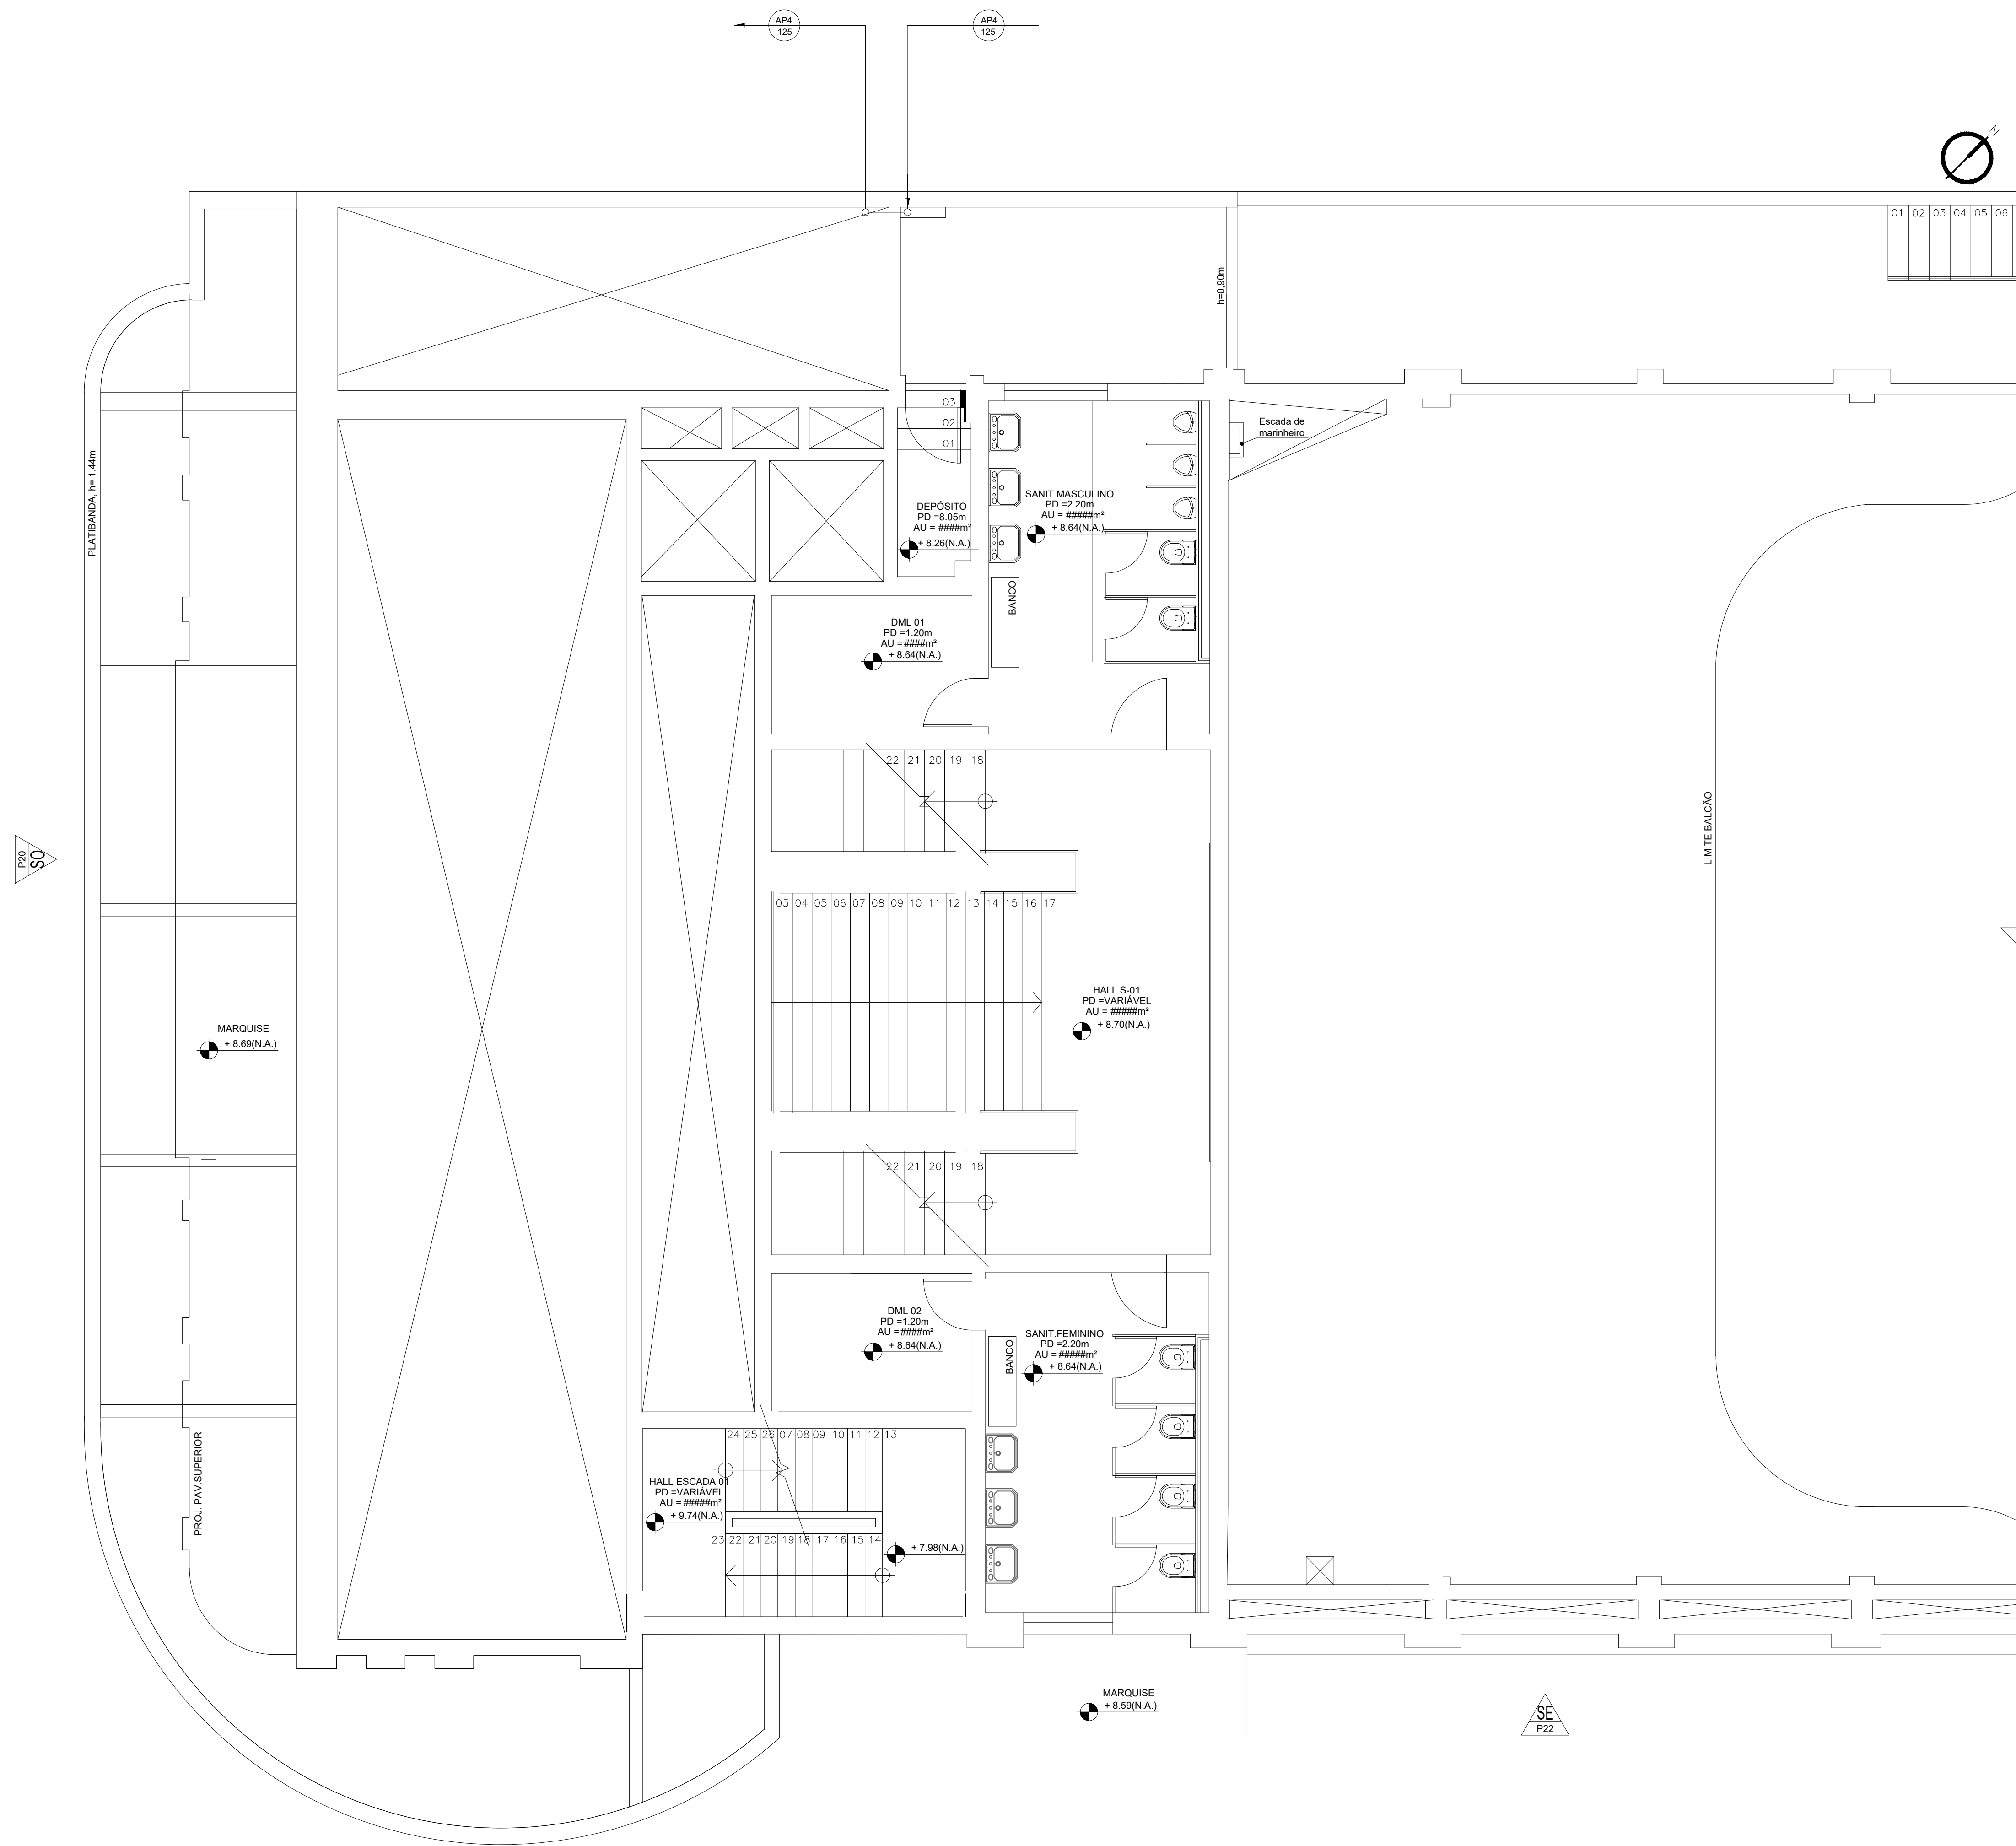 AP4
125
AP4
125
N
01 02 03 04 05 06
h=0,90m
PLATIBANDA, h= 1.44m
03
02
01
Escada de
marinheiro
DEPÓSITO
PD =8.05m
AU = ####m²
+ 8.26(N.A.)
SANIT.MASCULINO
PD =2.20m
AU = #####m²
+ 8.64(N.A.)
BANCO
DML 01
PD =1.20m
AU =####m²
+ 8.64(N.A.)
22 21 20 19 18
LIMITE BALCÃO
P20
SO
03 04 05 06 07 08 09 10 11 12 13 14 15 16 17
HALL S-01
PD =VARIÁVEL
AU = #####m²
+ 8.70(N.A.)
MARQUISE
+ 8.69(N.A.)
22 21 20 19 18
DML 02
PD =1.20m
AU =####m²
+ 8.64(N.A.)
BANCO
SANIT.FEMININO
PD =2.20m
AU = #####m²
+ 8.64(N.A.)
PROJ. PAV.SUPERIOR
24 25 26 07 08 09 10 11 12 13
HALL ESCADA 01
PD =VARIÁVEL
AU = #####m²
+ 9.74(N.A.)
23 22 21 20 19 18 17 16 15 14
+ 7.98(N.A.)
MARQUISE
+ 8.59(N.A.)
SE
P22